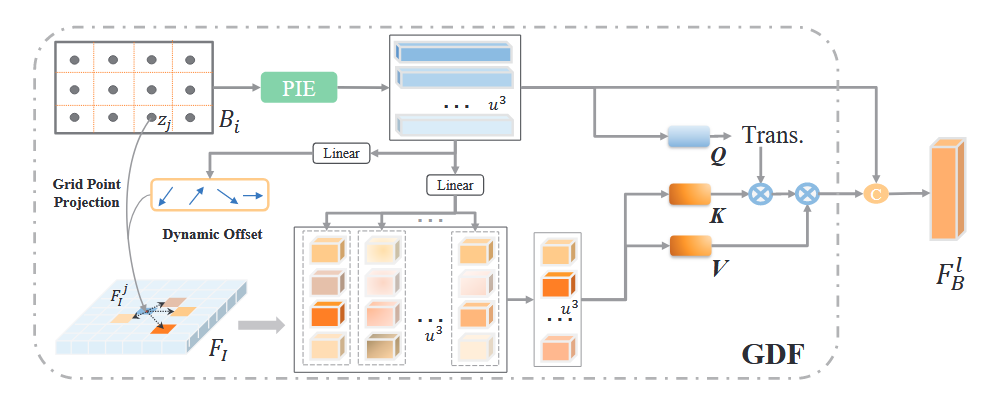 PIE
z_j
B_i
... u^3
Linear
Linear
Q
Trans.
Grid Point
Projection
Dynamic Offset
...
K
V
C
F_B^l
F_I^j
F_I
... u^3
u^3
...
GDF